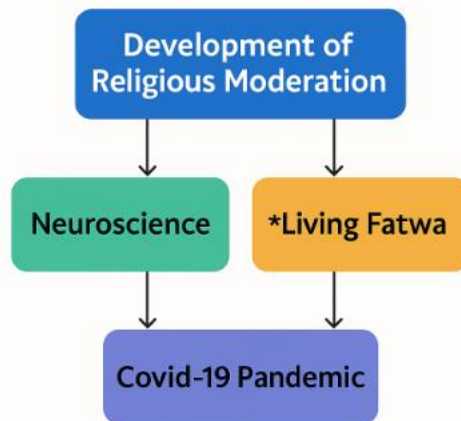 Development of
Religious Moderation
Neuroscience
*Living Fatwa
Covid-19 Pandemic